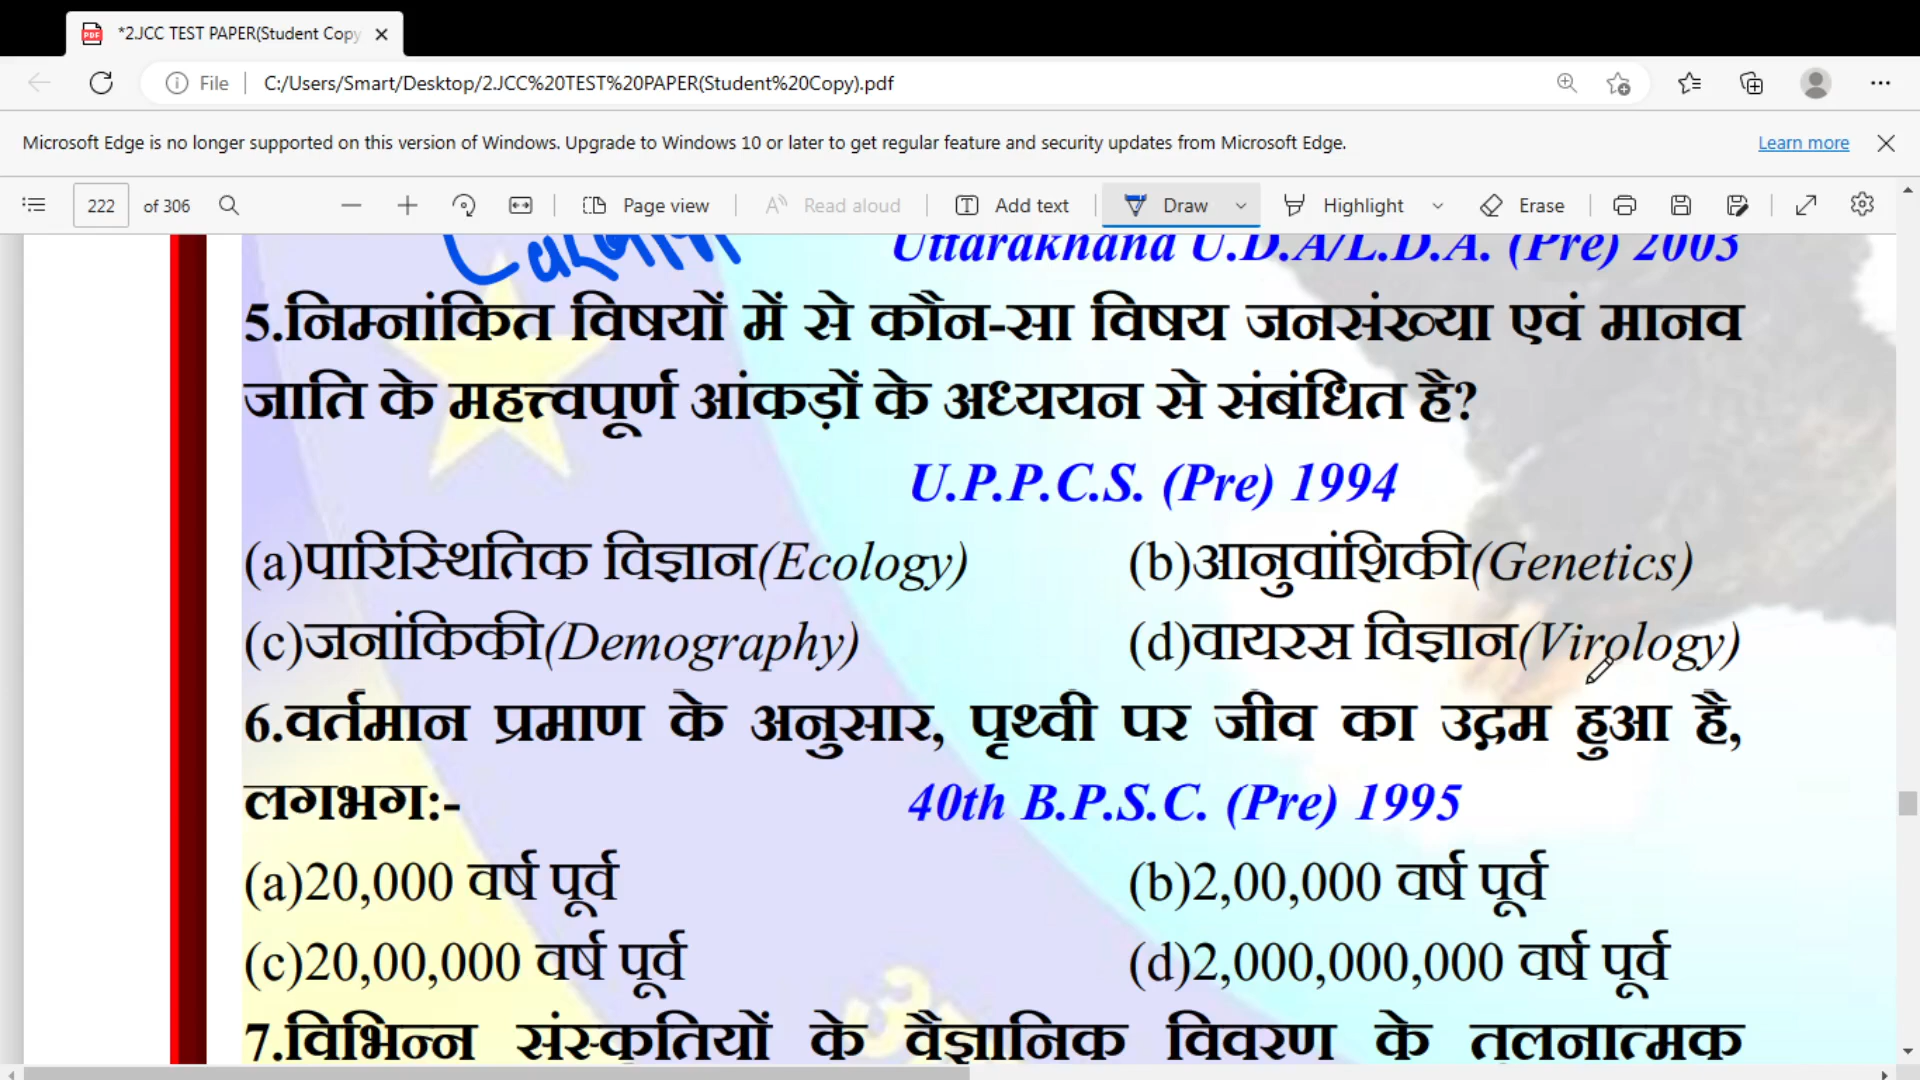 *2.JCC TEST PAPER(Student Copy
File C:/Users/Smart/Desktop/2.JCC%20TEST%20PAPER(Student%20Copy).pdf
Microsoft Edge is no longer supported on this version of Windows. Upgrade to Windows 10 or later to get regular feature and security updates from Microsoft Edge. Learn more
222 of 306 Page view Read aloud Add text Draw Highlight Erase
Uttarakhand U.D.A/L.D.A. (Pre) 2003
5.निम्नांकित विषयों में से कौन-सा विषय जनसंख्या एवं मानव
जाति के महत्त्वपूर्ण आंकड़ों के अध्ययन से संबंधित है?
U.P.P.C.S. (Pre) 1994
(a)पारिस्थितिक विज्ञान(Ecology) (b)आनुवांशिकी(Genetics)
(c)जनांकिकी(Demography) (d)वायरस विज्ञान(Virology)
6.वर्तमान प्रमाण के अनुसार, पृथ्वी पर जीव का उद्गम हुआ है,
लगभग:- 40th B.P.S.C. (Pre) 1995
(a)20,000 वर्ष पूर्व (b)2,00,000 वर्ष पूर्व
(c)20,00,000 वर्ष पूर्व (d)2,000,000,000 वर्ष पूर्व
7.विभिन्न संस्कृतियों के वैज्ञानिक विवरण के तुलनात्मक